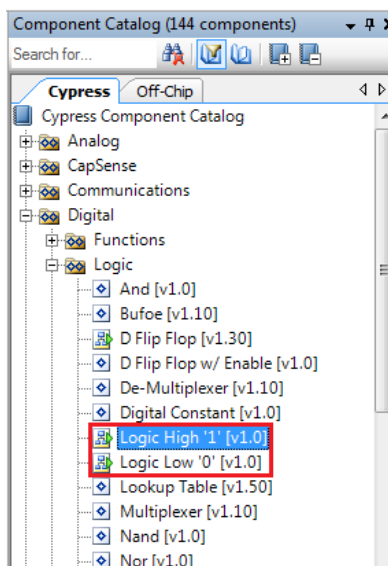 Component Catalog (144 components)
Search for...
Cypress Off-Chip
Cypress Component Catalog
Analog
CapSense
Communications
Digital
Functions
Logic
And [v1.0]
Bufoe [v1.10]
D Flip Flop [v1.30]
D Flip Flop w/ Enable [v1.0]
De-Multiplexer [v1.10]
Digital Constant [v1.0]
Logic High '1' [v1.0]
Logic Low '0' [v1.0]
Lookup Table [v1.50]
Multiplexer [v1.10]
Nand [v1.0]
Nor [v1.0]